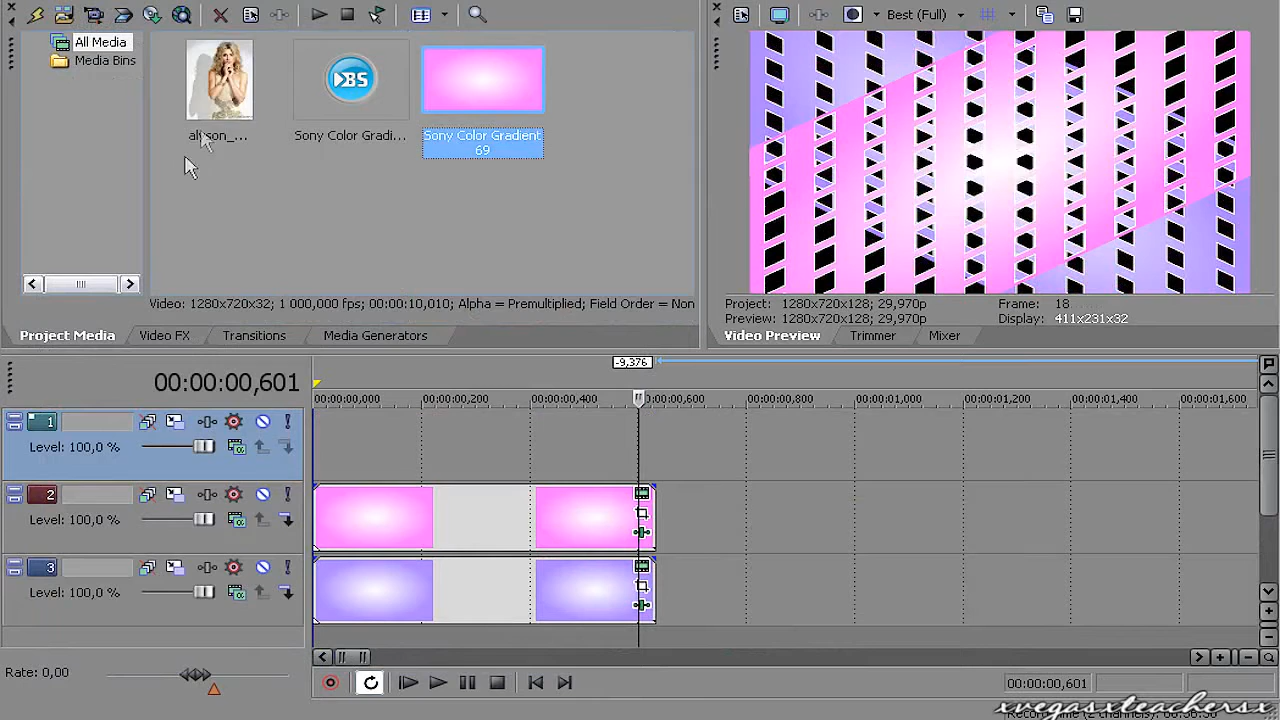 Best (Full)
All Media
Media Bins
BS
alyson_...
Sony Color Gradi...
Sony Color Gradient
69
Video: 1280x720x32; 1 000,000 fps; 00:00:10,010; Alpha = Premultiplied; Field Order = Non
Project: 1280x720x128; 29,970p
Frame: 18
Preview: 1280x720x128; 29,970p
Display: 411x231x32
Project Media
Video FX
Transitions
Media Generators
Video Preview
Trimmer
Mixer
-9,376
00:00:00,601
00:00:00,000
00:00:00,200
00:00:00,400
00:00:00,600
00:00:00,800
00:00:01,000
00:00:01,200
00:00:01,400
00:00:01,600
1
Level: 100,0 %
2
Level: 100,0 %
3
Level: 100,0 %
Rate: 0,00
00:00:00,601
xvegasxteachersx